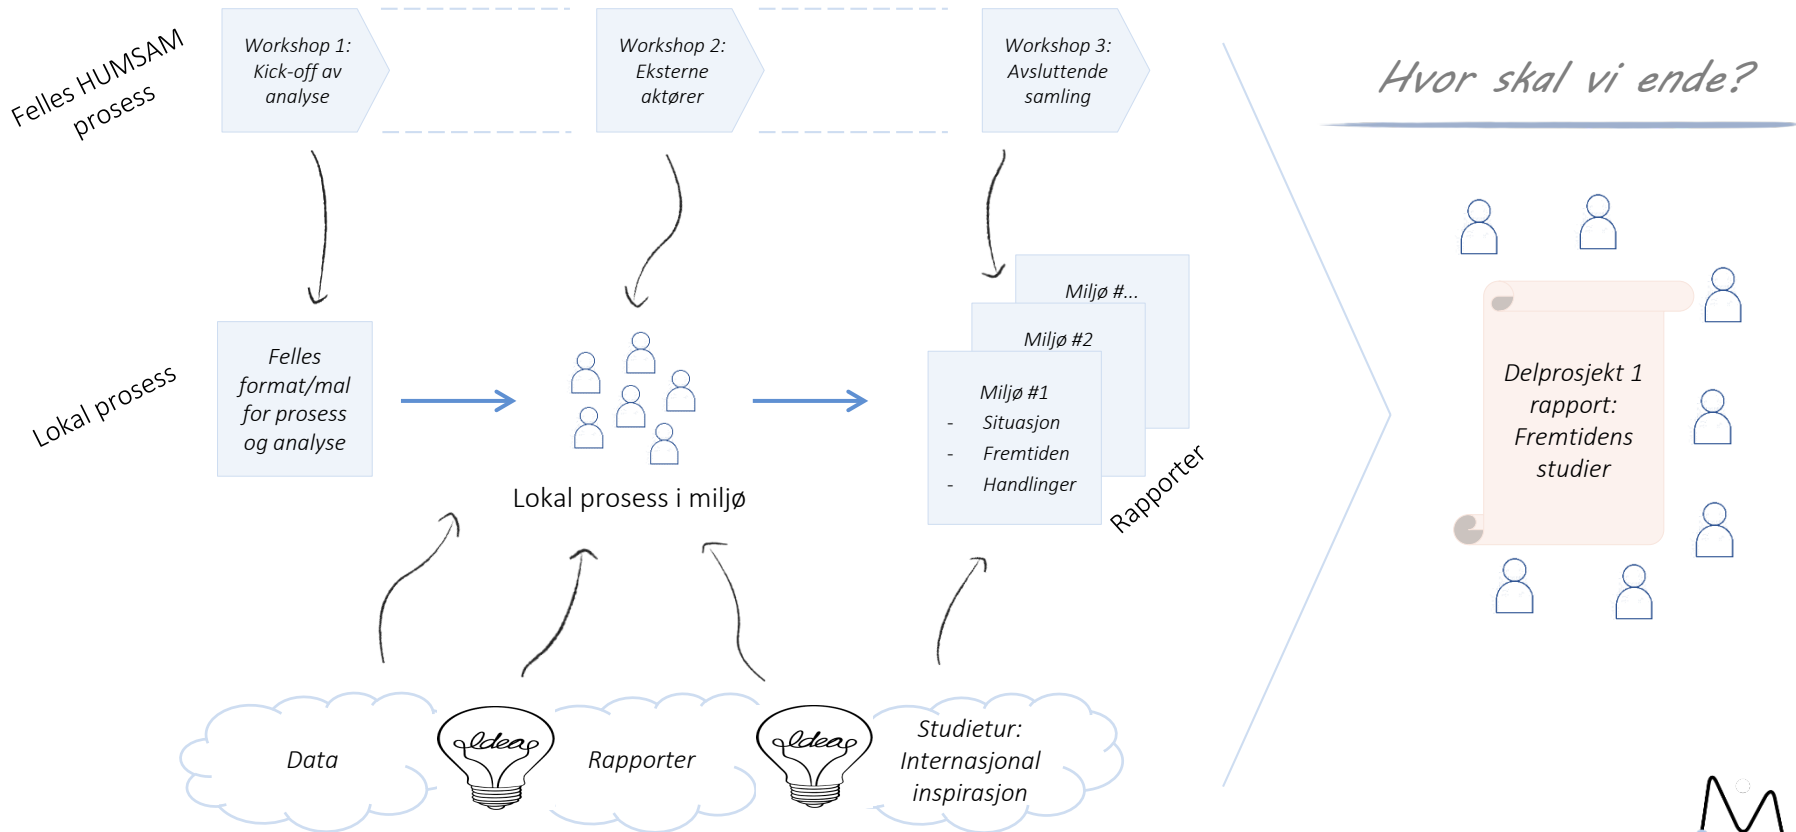 Felles HUMSAM
prosess
Workshop 1:
Kick-off av
analyse
Workshop 2:
Eksterne
aktører
Workshop 3:
Avsluttende
samling
Hvor skal vi ende?
Lokal prosess
Felles
format/mal
for prosess
og analyse
Lokal prosess i miljø
Miljø #...
Miljø #2
Miljø #1
- Situasjon
- Fremtiden
- Handlinger
Rapporter
Delprosjekt 1
rapport:
Fremtidens
studier
Data
Idea
Rapporter
Idea
Studietur:
Internasjonal
inspirasjon